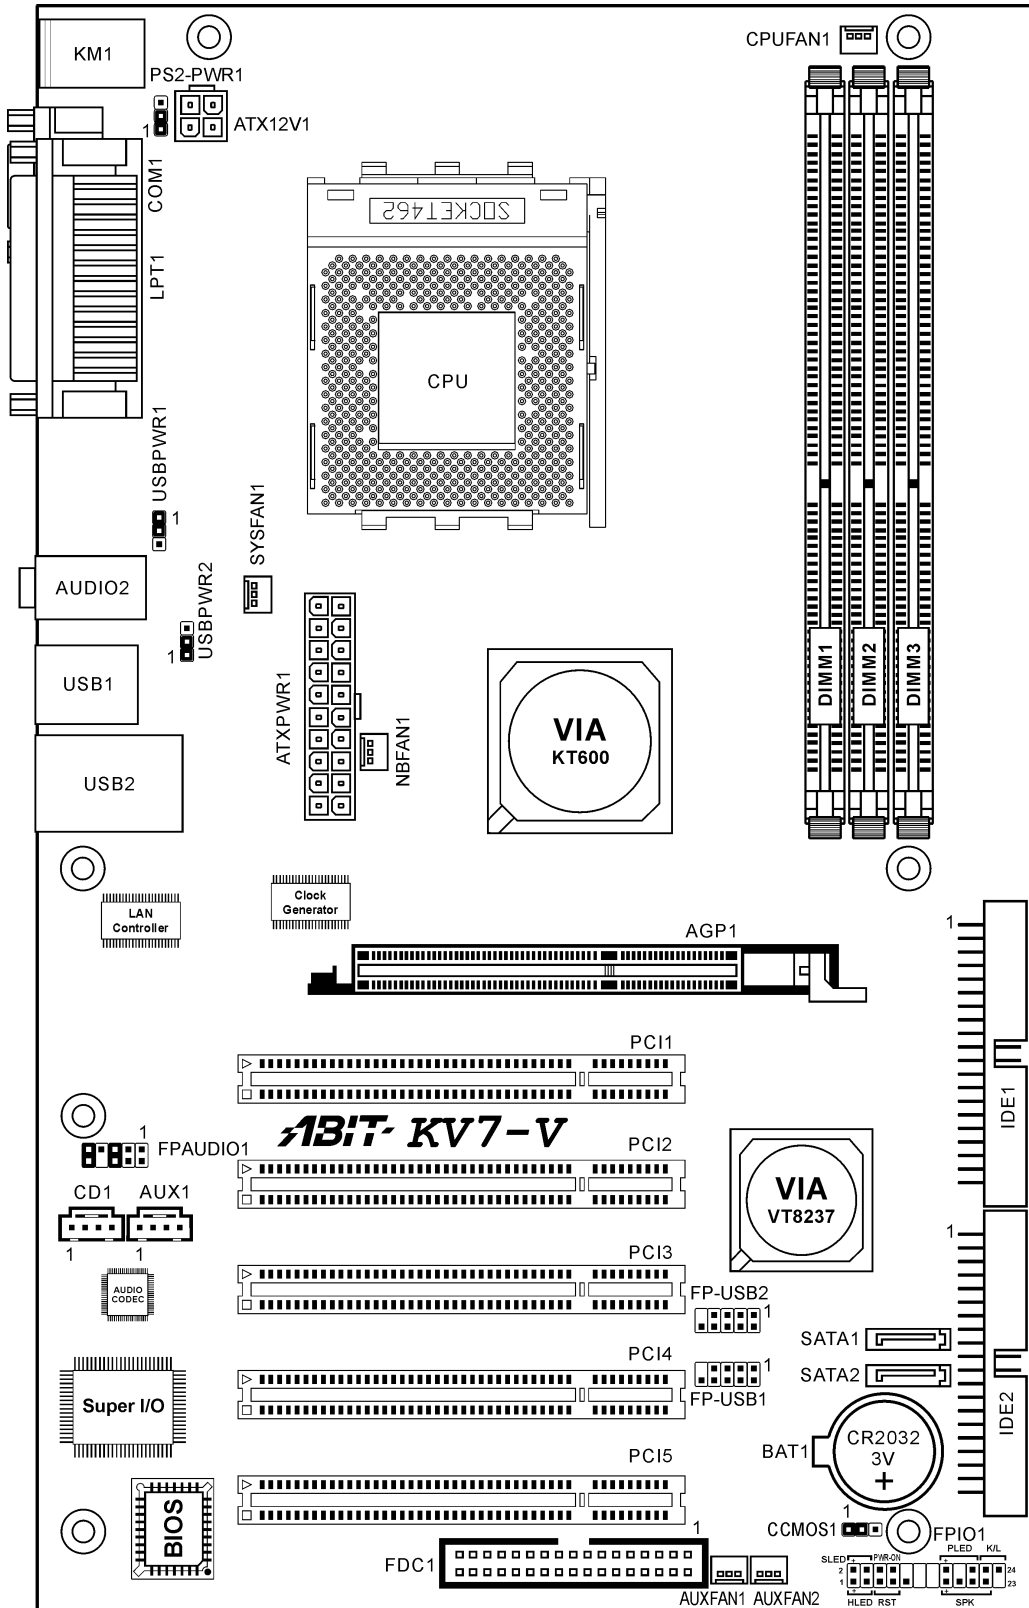 KM1
CPUFAN1
PS2-PWR1
1
ATX12V1
COM1
SOCKET462
LPT1
CPU
USBPWR1
1
SYSFAN1
AUDIO2
USBPWR2
1
USB1
ATXPWR1
NBFAN1
VIA
KT600
DIMM1
DIMM2
DIMM3
USB2
LAN
Controller
Clock
Generator
AGP1
1
IDE1
PCI1
ABIT KV7-V
1
FPAUDIO1
PCI2
CD1
AUX1
1
1
VIA
VT8237
1
AUDIO
CODEC
PCI3
FP-USB2
1
SATA1
PCI4
1
FP-USB1
SATA2
IDE2
Super I/O
BAT1
CR2032
3V
+
PCI5
BIOS
1
CCMOS1
FPIO1
FDC1
1
AUXFAN1
AUXFAN2
SLED
PWR-ON
PLED
K/L
2
24
1
23
HLED
RST
SPK